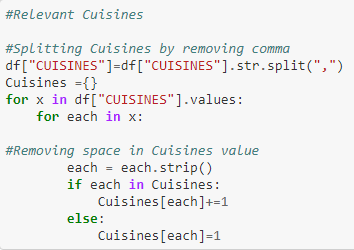 #Relevant Cuisines
#Splitting Cuisines by removing comma
df["CUISINES"]=df["CUISINES"].str.split(",")
Cuisines ={}
for x in df["CUISINES"].values:
    for each in x:
#Removing space in Cuisines value
        each = each.strip()
        if each in Cuisines:
            Cuisines[each]+=1
        else:
            Cuisines[each]=1